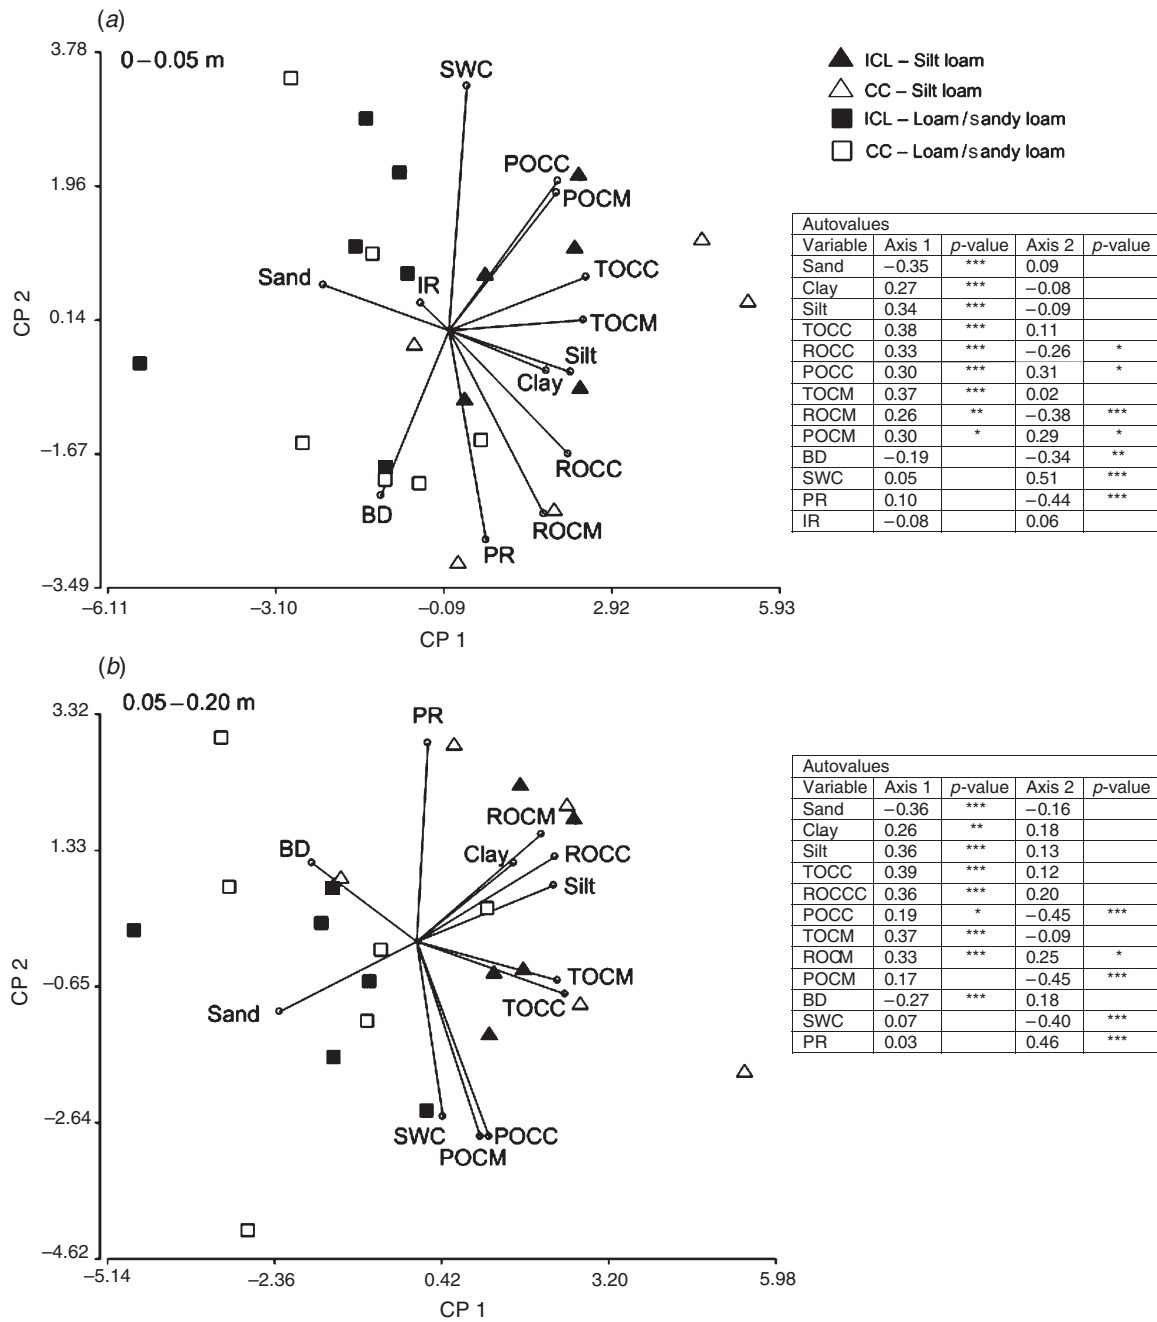 (a)
3.78
0–0.05 m
SWC
ICL – Silt loam
CC – Silt loam
ICL – Loam/sandy loam
CC – Loam/sandy loam
POCC
1.96
POCM
TOCC
Sand
IR
CP 2
0.14
TOCM
Silt
Clay
–1.67
ROCC
BD
ROCM
PR
–3.49
–6.11 –3.10 -0.09 2.92 5.93
CP 1
Autovalues
Variable Axis 1 p-value Axis 2 p-value
Sand –0.35 *** 0.09
Clay 0.27 *** –0.08
Silt 0.34 *** –0.09
TOCC 0.38 *** 0.11
ROCC 0.33 *** –0.26 *
POCC 0.30 *** 0.31 *
TOCM 0.37 *** 0.02
ROCM 0.26 ** –0.38 ***
POCM 0.30 * 0.29 *
BD –0.19 –0.34 **
SWC 0.05 0.51 ***
PR 0.10 –0.44 ***
IR –0.08 0.06
(b)
0.05–0.20 m
3.32
PR
ROCM
1.33
BD
Clay
ROCC
Silt
CP 2
–0.65
TOCM
TOCC
Sand
–2.64
SWC
POCC
POCM
–4.62
–5.14 –2.36 0.42 3.20 5.98
CP 1
Autovalues
Variable Axis 1 p-value Axis 2 p-value
Sand –0.36 *** –0.16
Clay 0.26 ** 0.18
Silt 0.36 *** 0.13
TOCC 0.39 *** 0.12
ROCCC 0.36 *** 0.20
POCC 0.19 * –0.45 ***
TOCM 0.37 *** –0.09
ROCM 0.33 *** 0.25 *
POCM 0.17 –0.45 ***
BD –0.27 *** 0.18
SWC 0.07 –0.40 ***
PR 0.03 0.46 ***